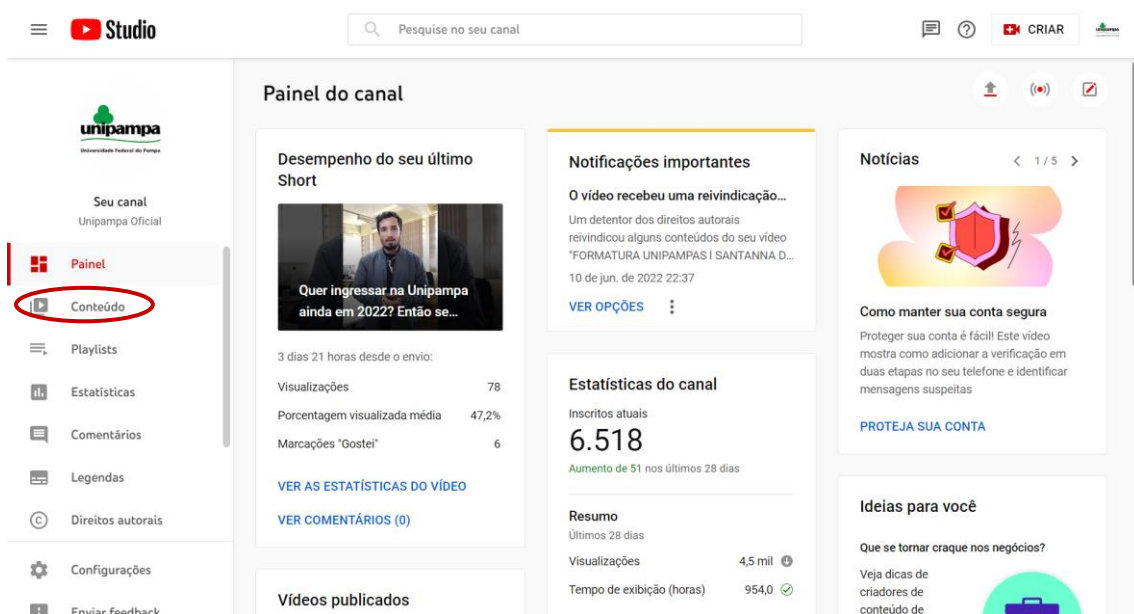 Studio
Pesquise no seu canal
CRIAR
unipampa
Universidade Federal do Pampa
Seu canal
Unipampa Oficial
Painel
Conteúdo
Playlists
Estatísticas
Comentários
Legendas
Direitos autorais
Configurações
Enviar feedback
Painel do canal
Desempenho do seu último
Short
Quer ingressar na Unipampa
ainda em 2022? Então se...
3 dias 21 horas desde o envio:
Visualizações 78
Porcentagem visualizada média 47,2%
Marcações "Gostei" 6
VER AS ESTATÍSTICAS DO VÍDEO
VER COMENTÁRIOS (0)
Vídeos publicados
Notificações importantes
O vídeo recebeu uma reivindicação...
Um detentor dos direitos autorais
reivindicou alguns conteúdos do seu vídeo
"FORMATURA UNIPAMPAS l SANTANNA D...
10 de jun. de 2022 22:37
VER OPÇÕES
Estatísticas do canal
Inscritos atuais
6.518
Aumento de 51 nos últimos 28 dias
Resumo
Últimos 28 dias
Visualizações 4,5 mil
Tempo de exibição (horas) 954,0
Notícias
1 / 5
Como manter sua conta segura
Proteger sua conta é fácil! Este vídeo
mostra como adicionar a verificação em
duas etapas no seu telefone e identificar
mensagens suspeitas
PROTEJA SUA CONTA
Ideias para você
Que se tornar craque nos negócios?
Veja dicas de
criadores de
conteúdo de